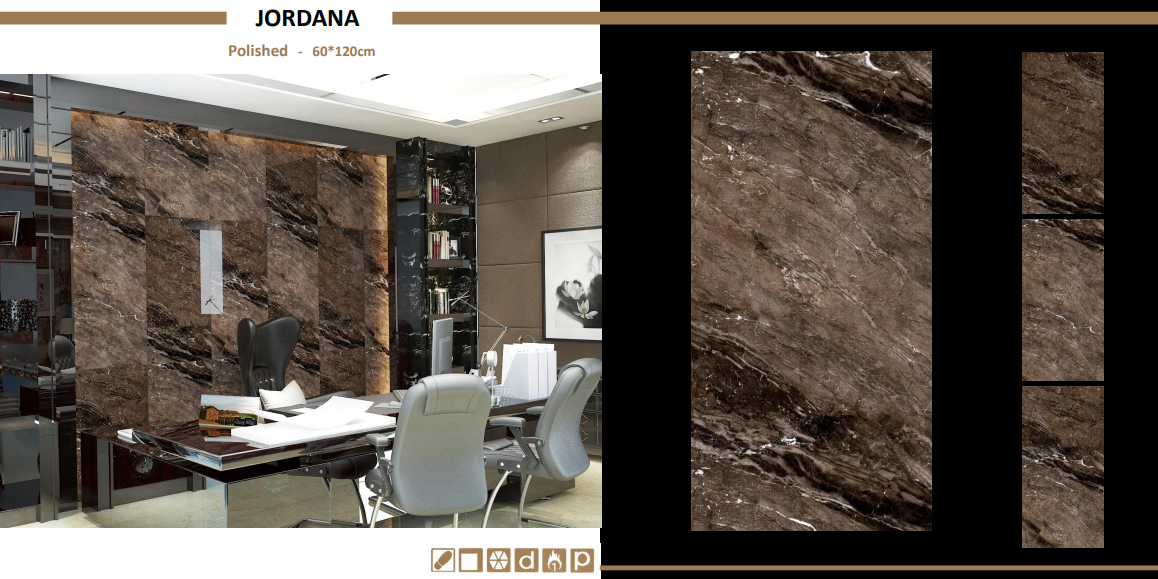 JORDANA
Polished - 60*120cm
d
p